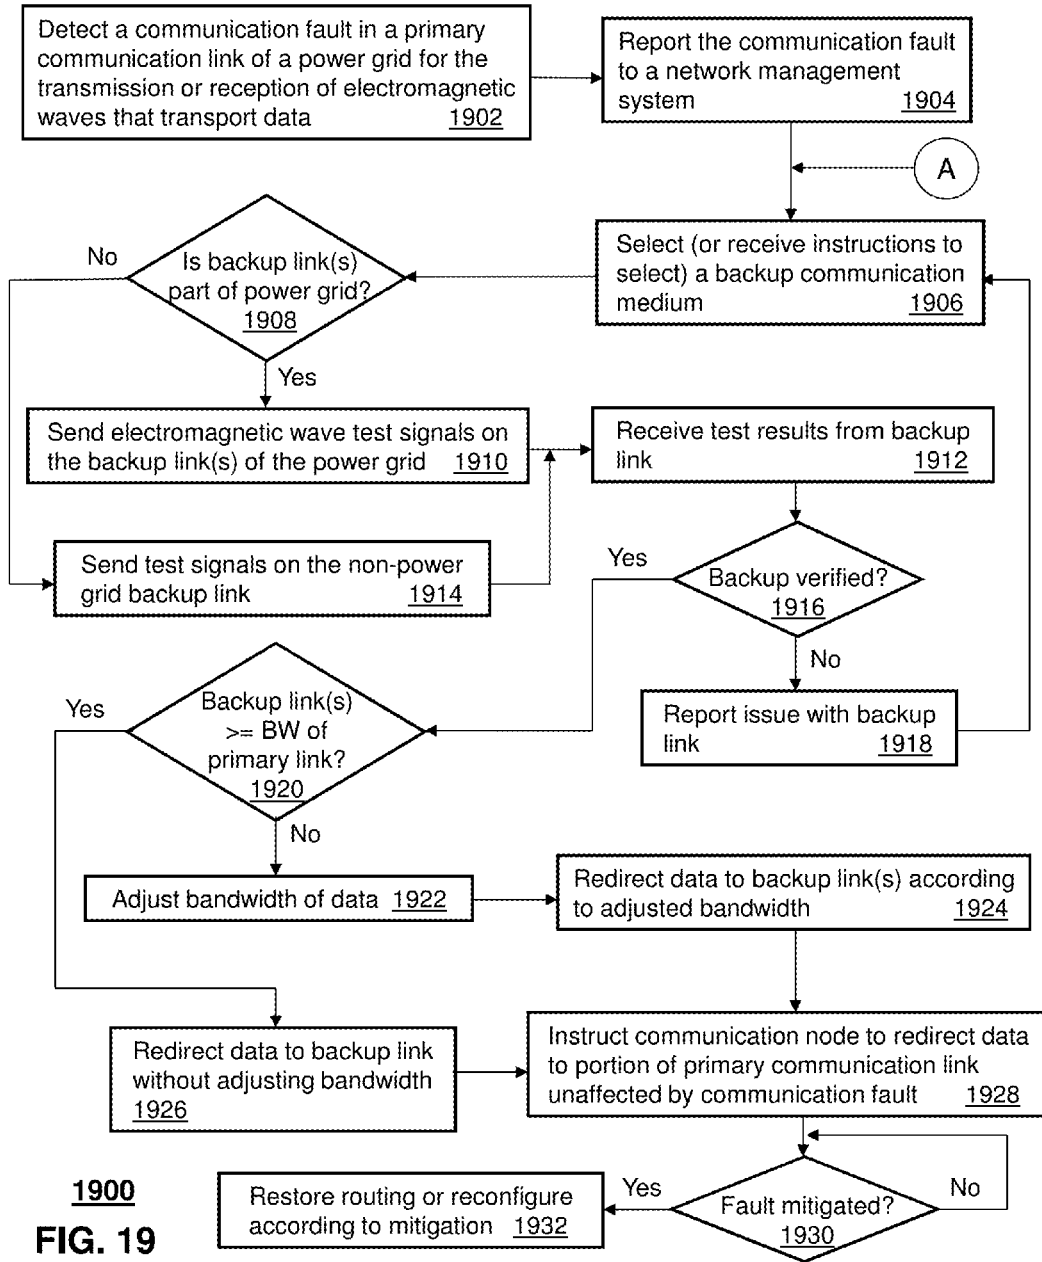 Detect a communication fault in a primary
communication link of a power grid for the
transmission or reception of electromagnetic
waves that transport data 1902
Report the communication fault
to a network management
system 1904
A
Select (or receive instructions to
select) a backup communication
medium 1906
No
Is backup link(s)
part of power grid?
1908
Yes
Send electromagnetic wave test signals on
the backup link(s) of the power grid 1910
Receive test results from backup
link 1912
Send test signals on the non-power
grid backup link 1914
Yes
Backup verified?
1916
No
Report issue with backup
link 1918
Yes
Backup link(s)
>= BW of
primary link?
1920
No
Adjust bandwidth of data 1922
Redirect data to backup link(s) according
to adjusted bandwidth 1924
Redirect data to backup link
without adjusting bandwidth
1926
Instruct communication node to redirect data
to portion of primary communication link
unaffected by communication fault 1928
Fault mitigated?
1930
No
Yes
Restore routing or reconfigure
according to mitigation 1932
1900
FIG. 19